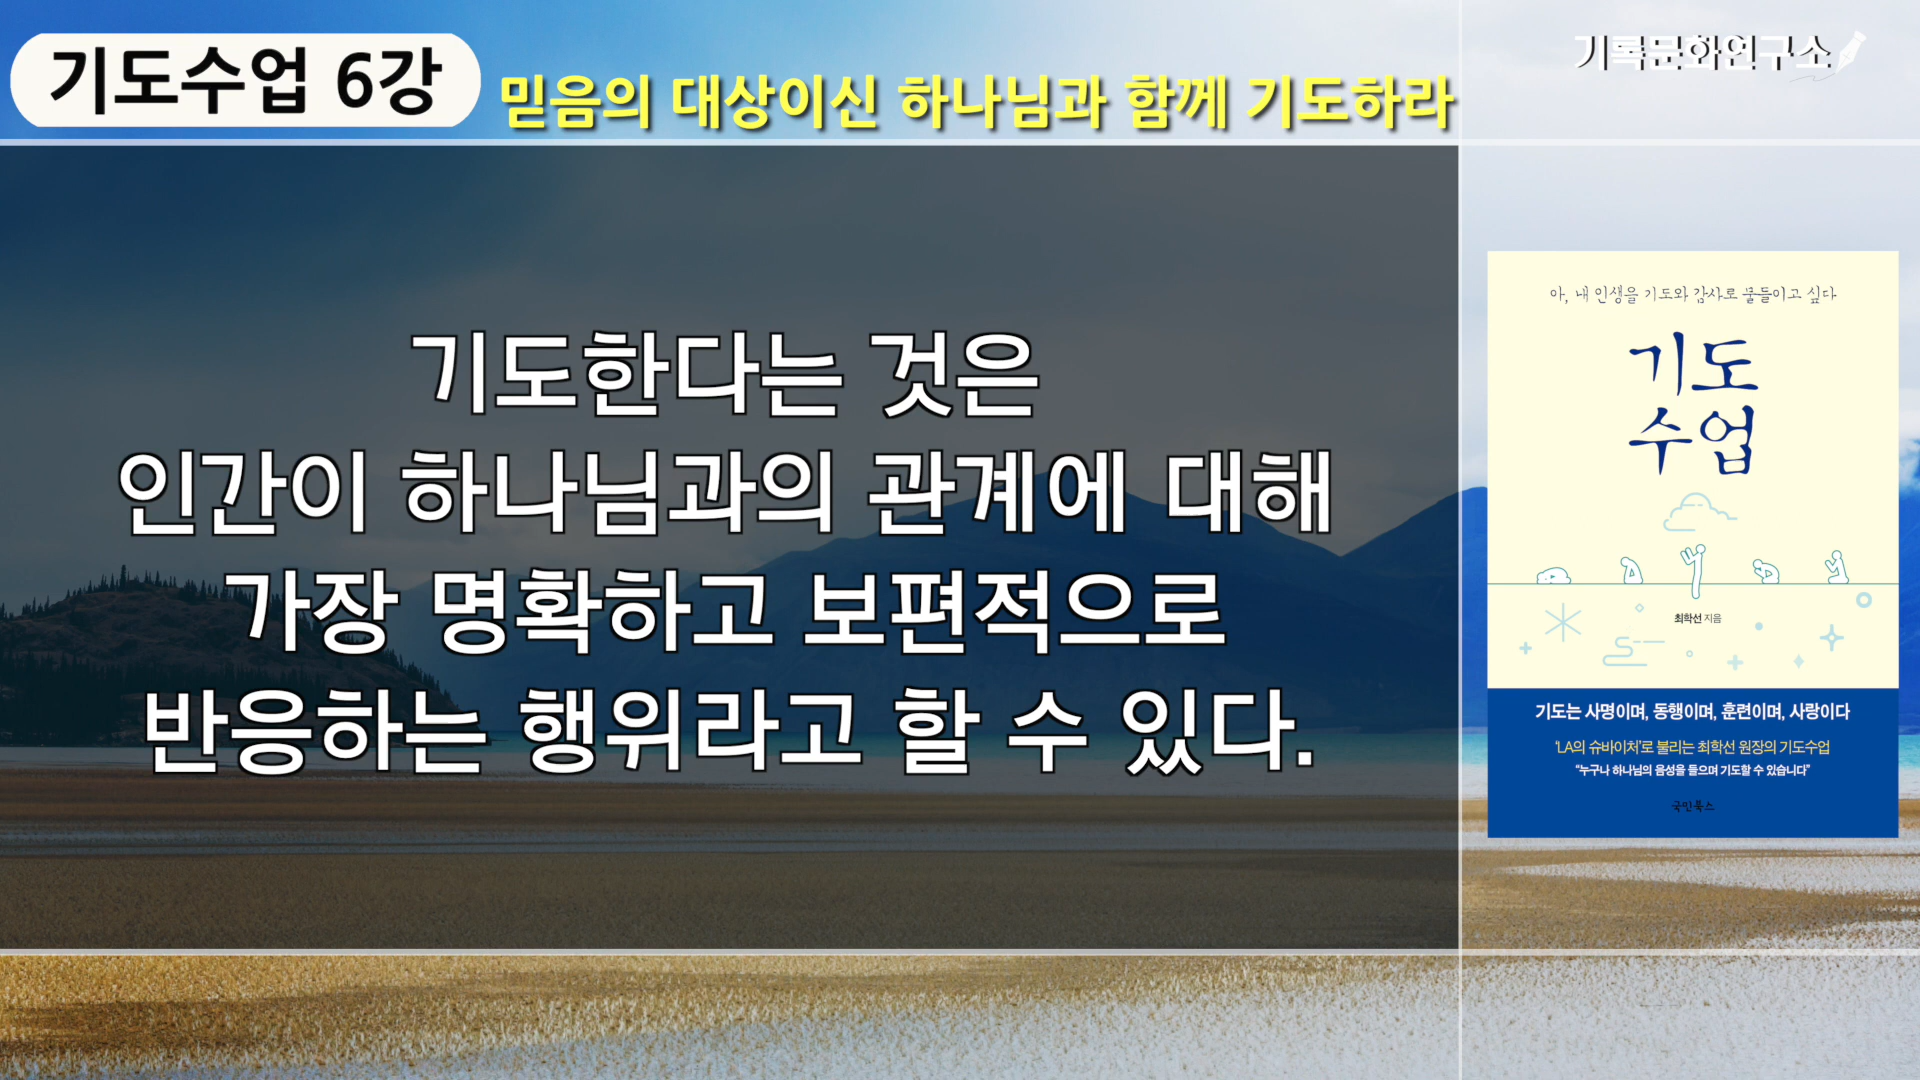 기도수업 6강
믿음의 대상이신 하나님과 함께 기도하라
기록문화연구소
기도한다는 것은
인간이 하나님과의 관계에 대해
가장 명확하고 보편적으로
반응하는 행위라고 할 수 있다.
아, 내 인생을 기도와 감사로 물들이고 싶다
기도
수업
최학선 지음
기도는 사명이며, 동행이며, 훈련이며, 사랑이다
‘LA의 슈바이처’로 불리는 최학선 원장의 기도수업
“누구나 하나님의 음성을 들으며 기도할 수 있습니다”
국민북스